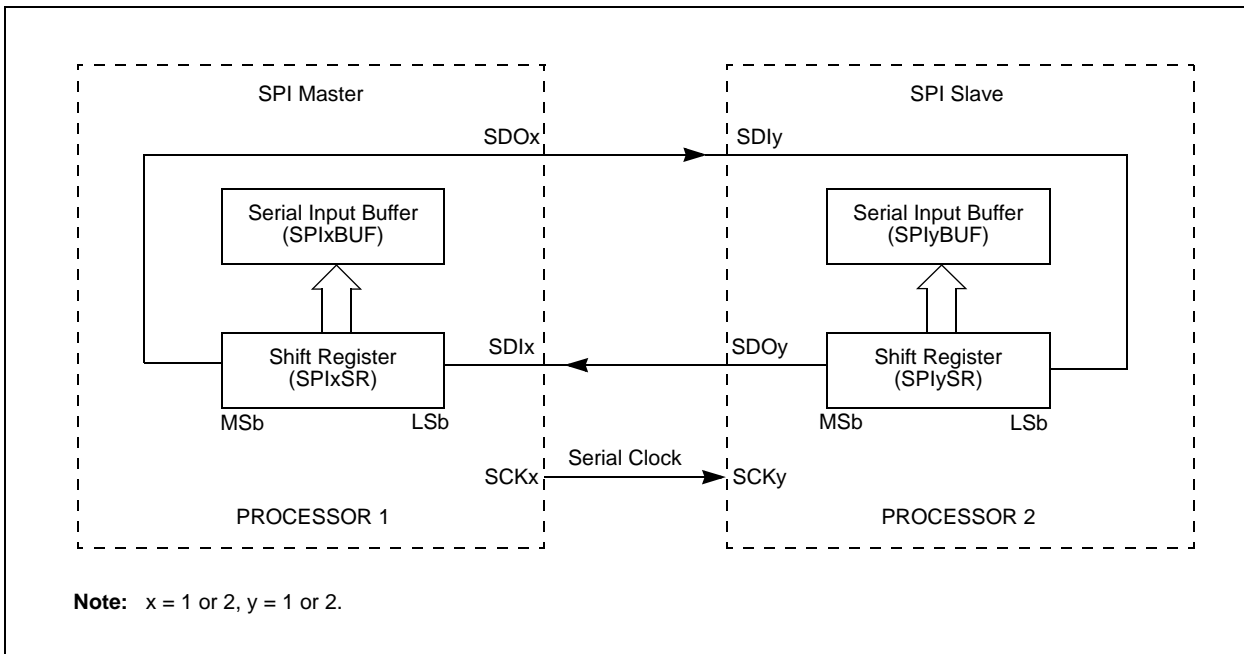 SPI Master
SPI Slave
SDOx
SDIy
Serial Input Buffer
(SPIxBUF)
Serial Input Buffer
(SPIyBUF)
Shift Register
(SPIxSR)
SDIx
SDOy
Shift Register
(SPIySR)
MSb
LSb
MSb
LSb
Serial Clock
SCKx
SCKy
PROCESSOR 1
PROCESSOR 2
Note: x = 1 or 2, y = 1 or 2.